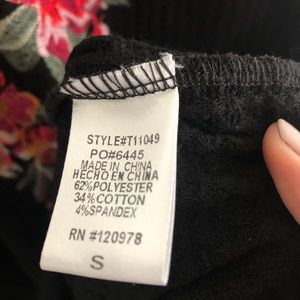 STYLE#T11049
PO#6445
MADE IN CHINA
HECHO EN CHINA
62%POLYESTER
34%COTTON
4%SPANDEX
RN #120978
S